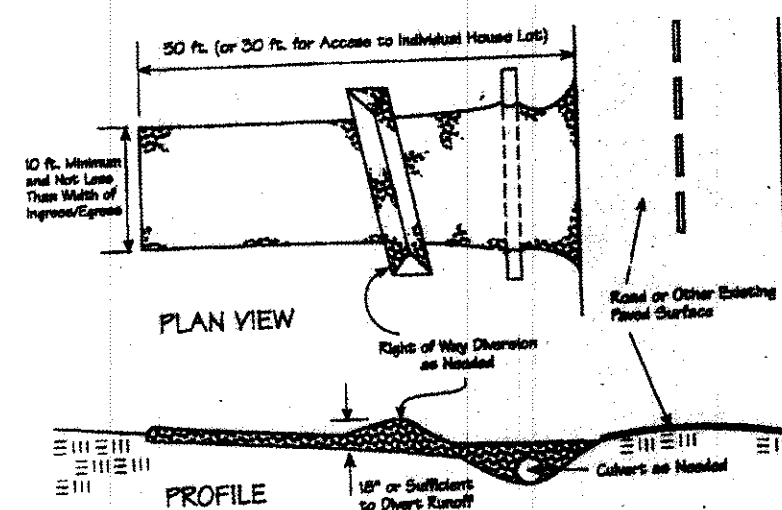 50 ft. (or 30 ft. for Access to Individual House Lot)
10 ft. Minimum
and Not Less
Than Width of
Ingress/Egress
PLAN VIEW
Right of Way Diversion
as Needed
Road or Other Existing
Paved Surface
18" or Sufficient
to Divert Runoff
Culvert as Needed
PROFILE